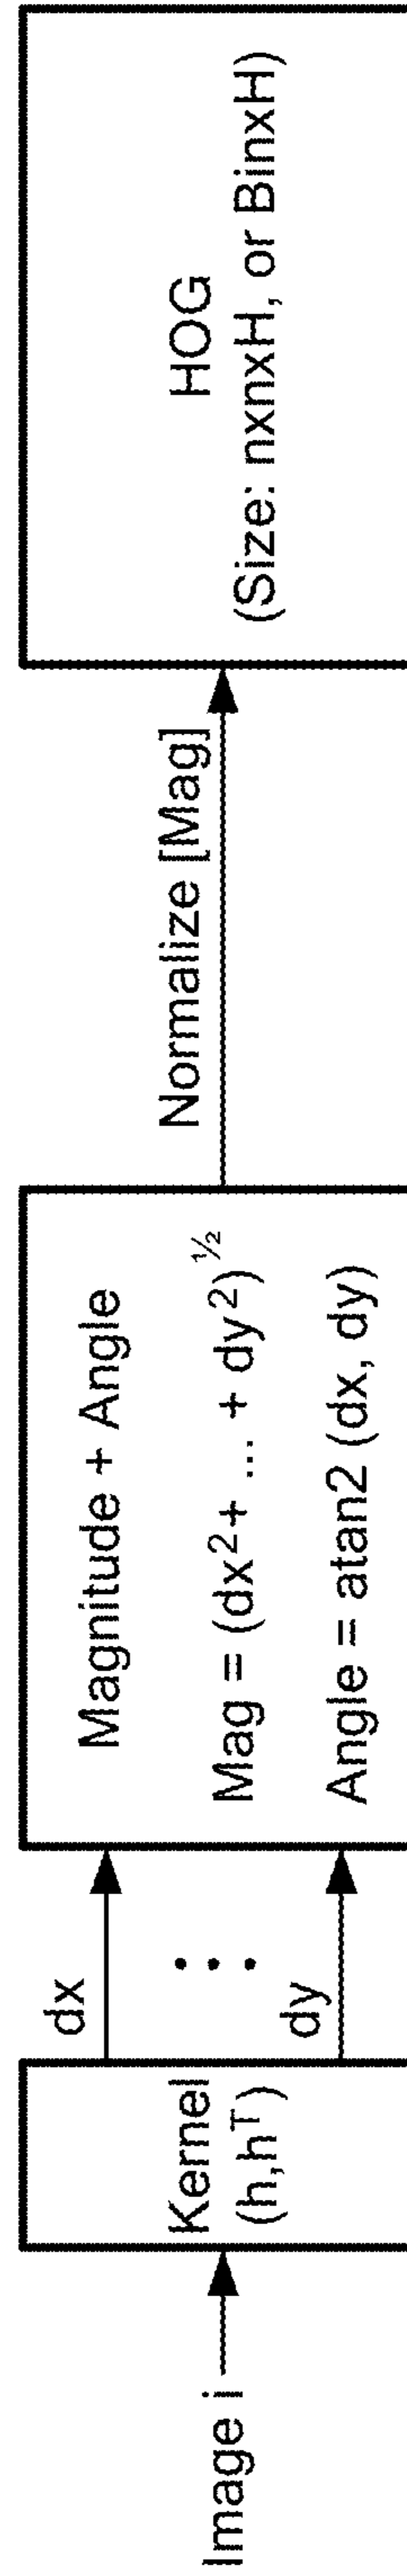 Image i
Kernel
(h,hᵀ)
dx
⋮
dy
Magnitude + Angle
Mag = (dx² + ... + dy²)^½
Angle = atan2 (dx, dy)
Normalize [Mag]
HOG
(Size: nxnxH, or BinxH)